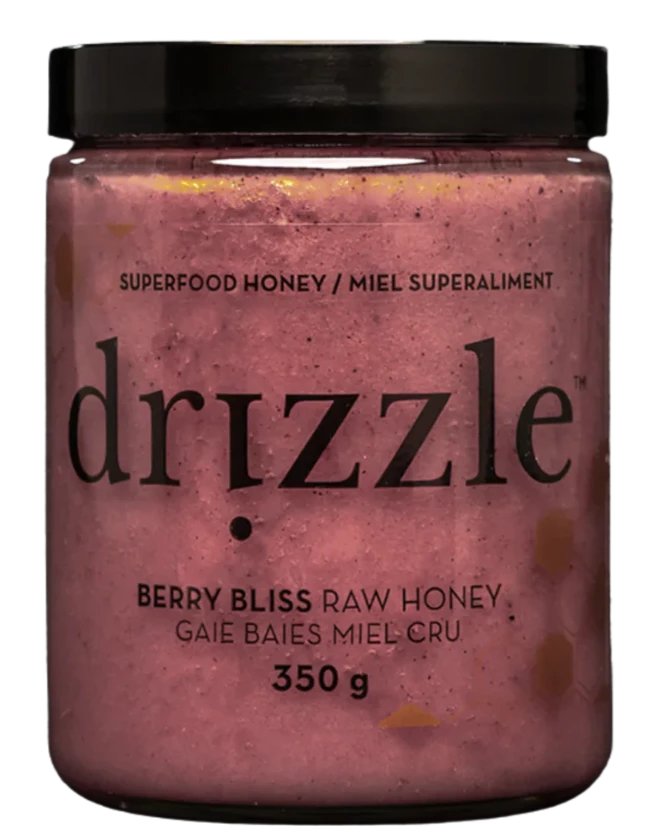 SUPERFOOD HONEY / MIEL SUPERALIMENT
drizzle™
BERRY BLISS RAW HONEY
GAIE BAIES MIEL CRU
350 g